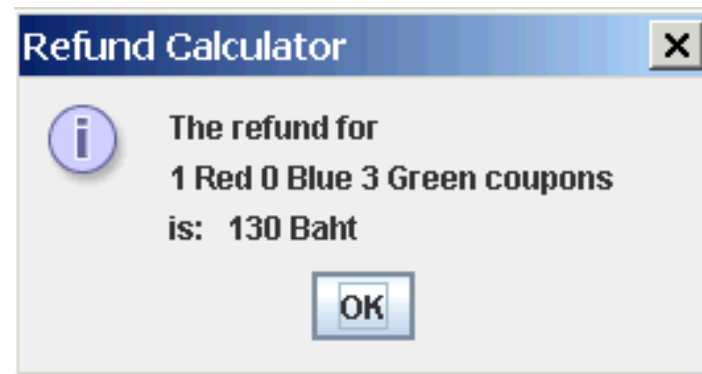 Refund Calculator
The refund for
1 Red 0 Blue 3 Green coupons
is: 130 Baht
OK